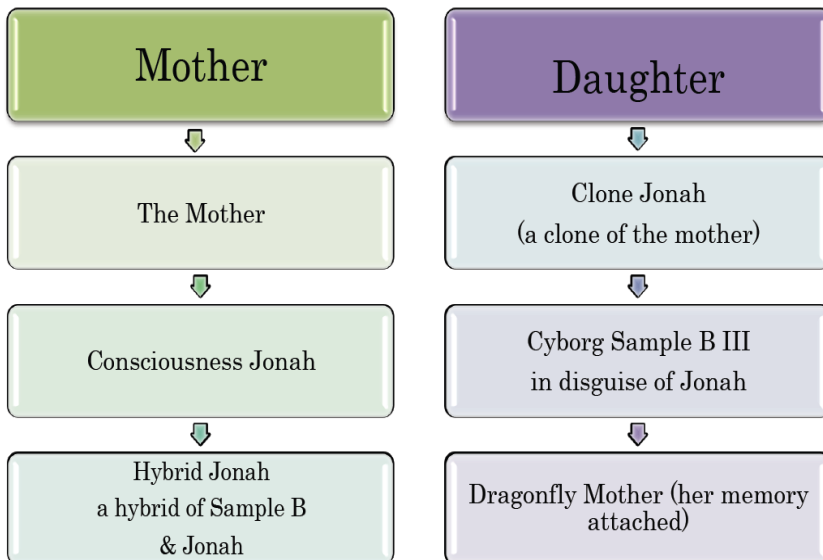 Mother
The Mother
Consciousness Jonah
Hybrid Jonah
a hybrid of Sample B
& Jonah
Daughter
Clone Jonah
(a clone of the mother)
Cyborg Sample B III
in disguise of Jonah
Dragonfly Mother (her memory
attached)